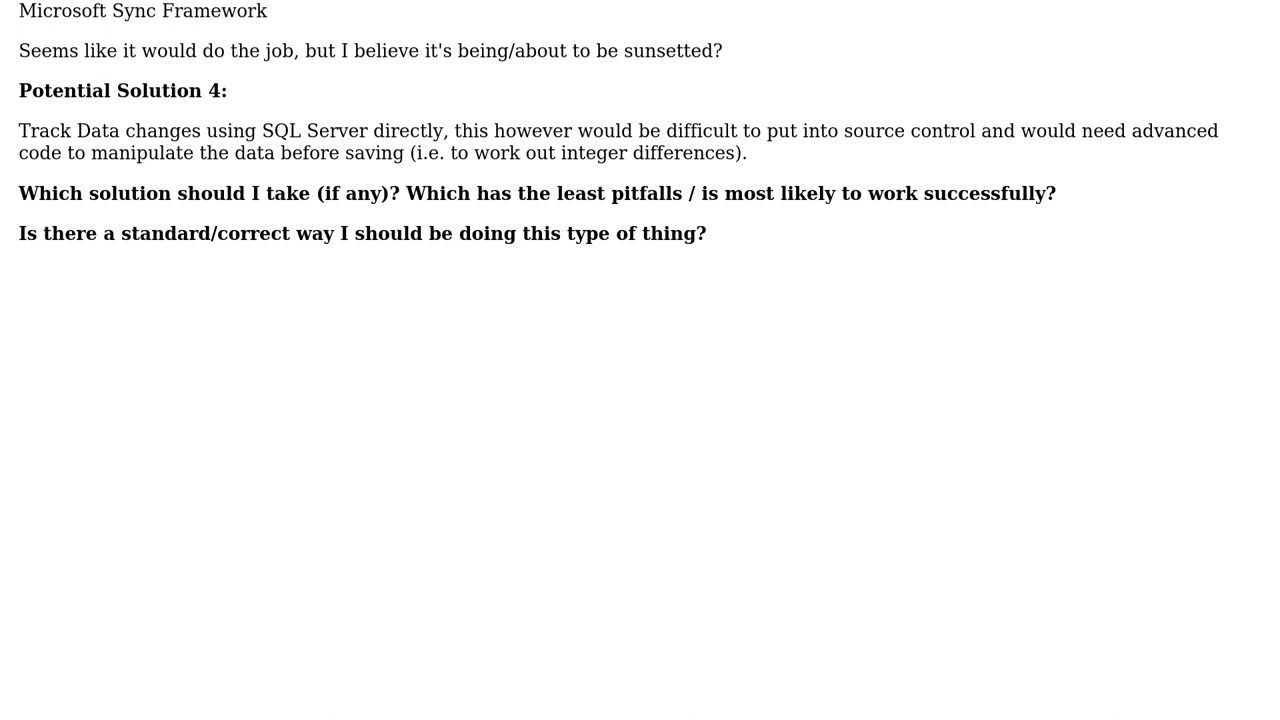 Microsoft Sync Framework
Seems like it would do the job, but I believe it's being/about to be sunsetted?
Potential Solution 4:
Track Data changes using SQL Server directly, this however would be difficult to put into source control and would need advanced
code to manipulate the data before saving (i.e. to work out integer differences).
Which solution should I take (if any)? Which has the least pitfalls / is most likely to work successfully?
Is there a standard/correct way I should be doing this type of thing?